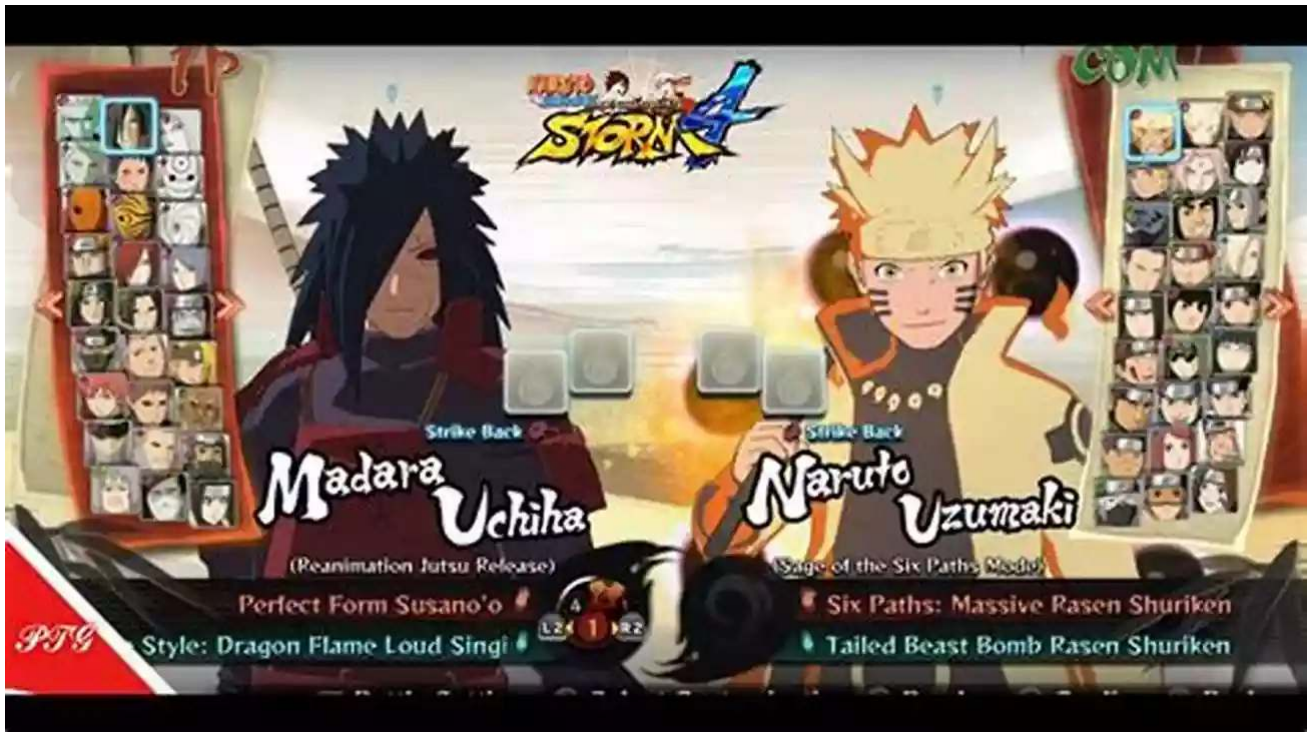 1P
COM
NARUTO
STORM 4
Strike Back
Strike Back
Madara Uchiha
Naruto Uzumaki
(Reanimation Jutsu Release)
(Sage of the Six Paths Mode)
Perfect Form Susano'o
Six Paths: Massive Rasen Shuriken
4
L2 1 R2
Style: Dragon Flame Loud Singi
Tailed Beast Bomb Rasen Shuriken
PTG